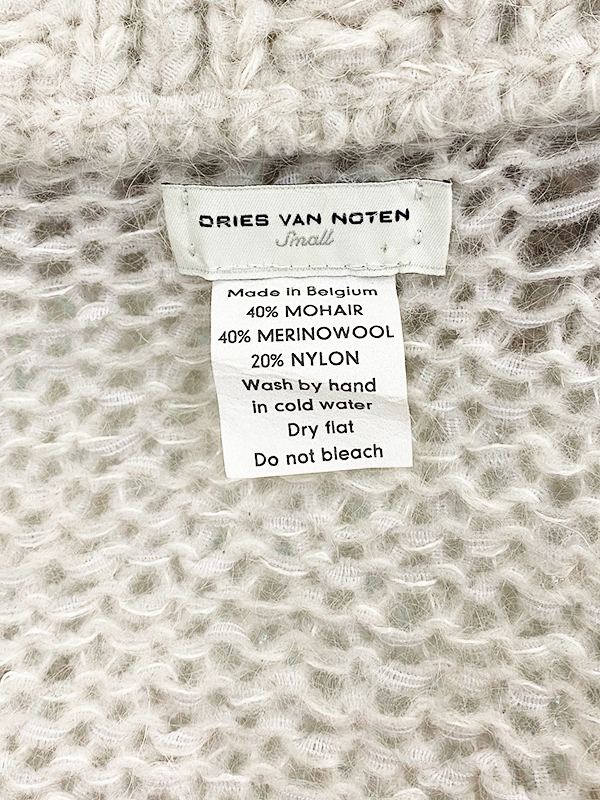 DRIES VAN NOTEN
Small
Made in Belgium
40% MOHAIR
40% MERINOWOOL
20% NYLON
Wash by hand
in cold water
Dry flat
Do not bleach